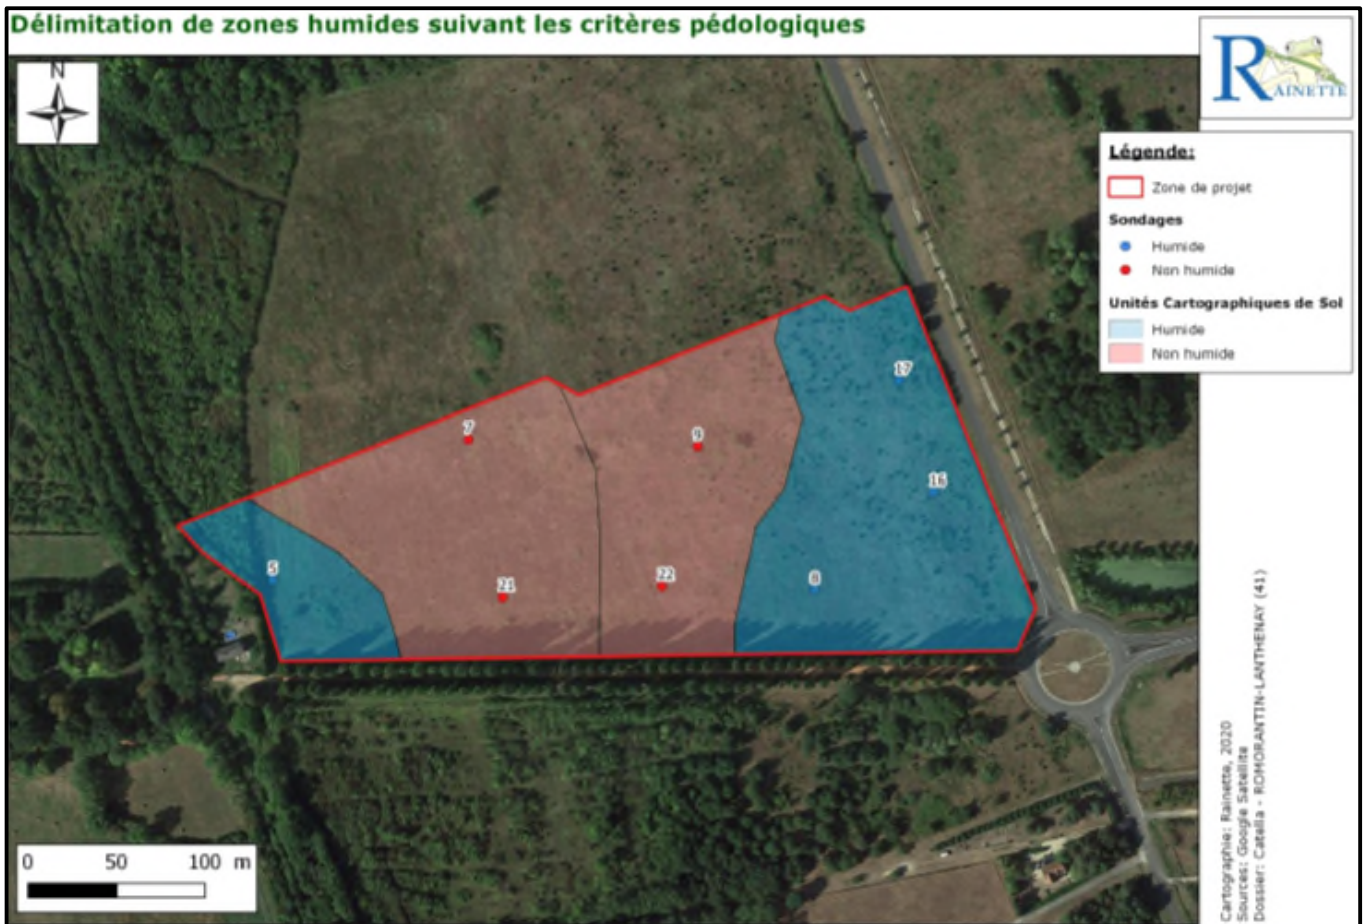 Délimitation de zones humides suivant les critères pédologiques
N
RAINETTE
Légende:
Zone de projet
Sondages
Humide
Non humide
Unités Cartographiques de Sol
Humide
Non humide
17
7
9
16
5
21
22
8
0 50 100 m
Cartographie: Rainette, 2020
Sources: Google Satellite
Dossier: Catella - ROMORANTIN-LANTHENAY (41)